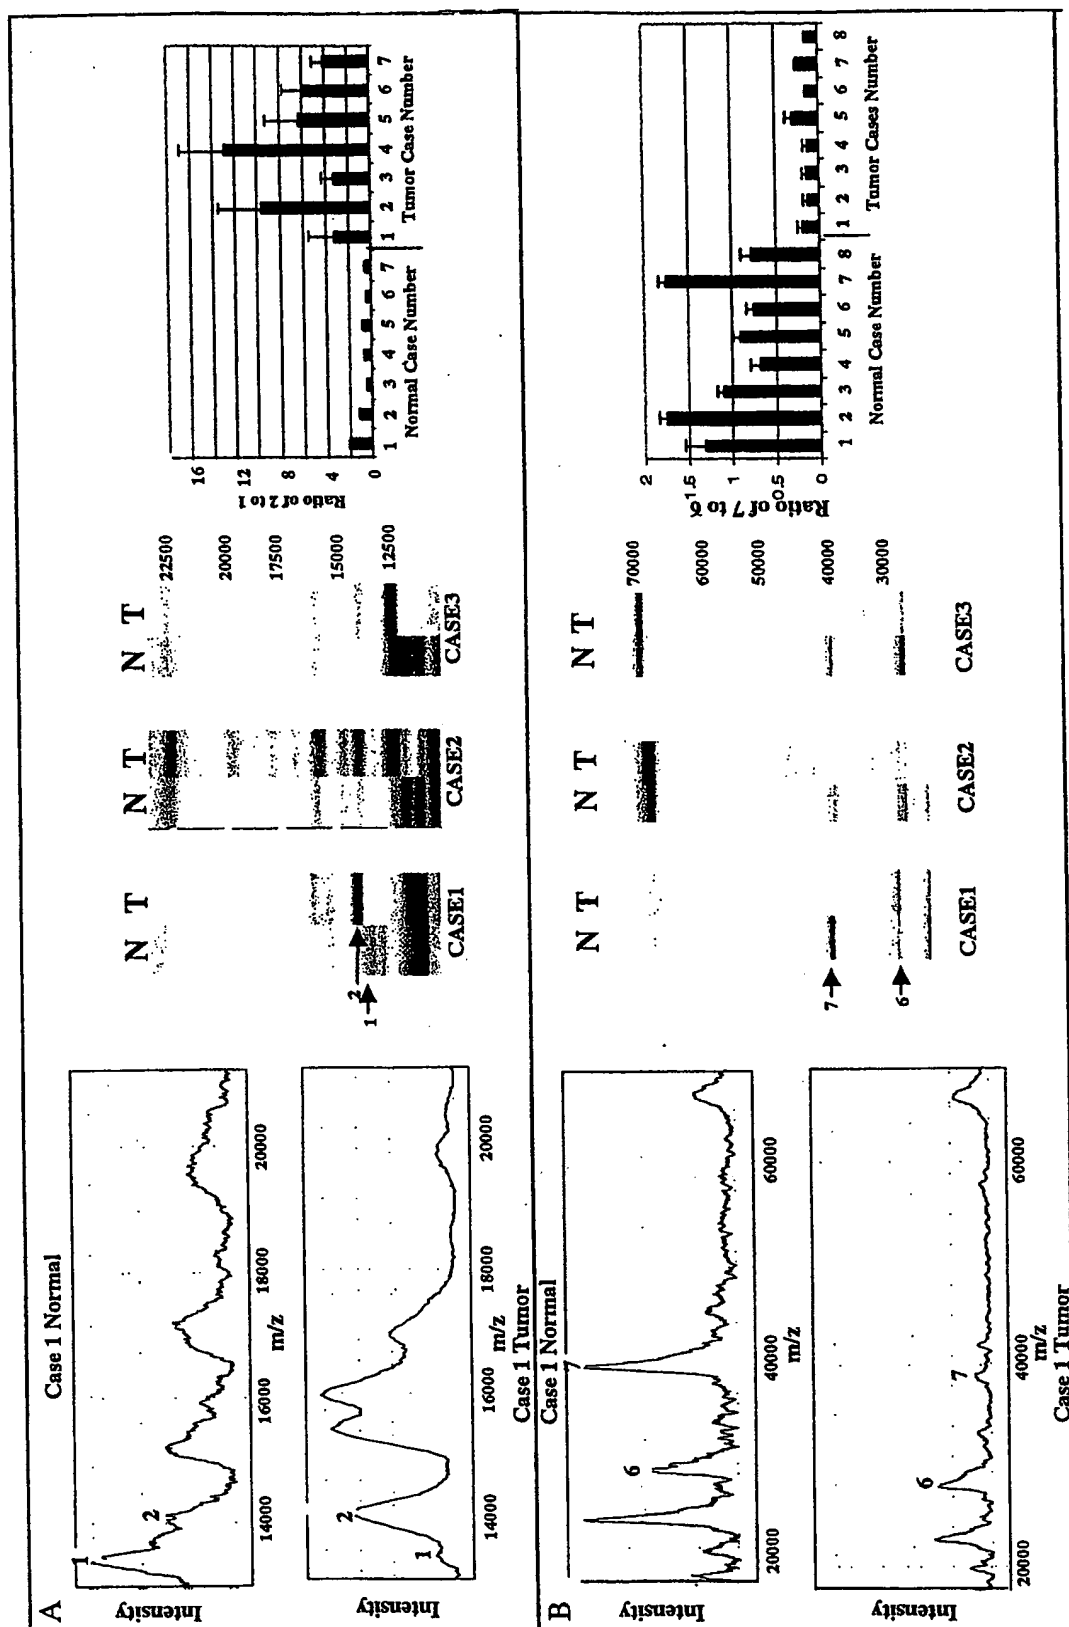 A
Case 1 Normal
Intensity
1
2
14000 16000 18000 20000
m/z
Intensity
1
2
14000 16000 18000 20000
m/z
Case 1 Tumor
N T
N T
N T
1
2
CASE1
CASE2
CASE3
22500
20000
17500
15000
12500
Ratio of 2 to 1
16
12
8
4
0
1 2 3 4 5 6 7 1 2 3 4 5 6 7
Normal Case Number Tumor Case Number
B
Case 1 Normal
Intensity
6
7
20000 40000 60000
m/z
Intensity
6
7
20000 40000 60000
m/z
Case 1 Tumor
N T
N T
N T
7
6
CASE1
CASE2
CASE3
70000
60000
50000
40000
30000
Ratio of 7 to 6
2
1.5
1
0.5
0
1 2 3 4 5 6 7 8 1 2 3 4 5 6 7 8
Normal Case Number Tumor Cases Number